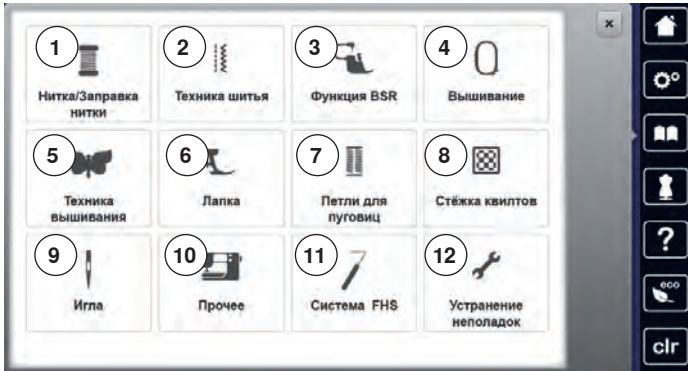 1
2
3
4
Нитка/Заправка
нитки
Техника шитья
Функция BSR
Вышивание
5
6
7
8
Техника
вышивания
Лапка
Петли для
пуговиц
Стёжка квилтов
9
10
11
12
Игла
Прочее
Система FHS
Устранение
неполадок
×
?
eco
clr